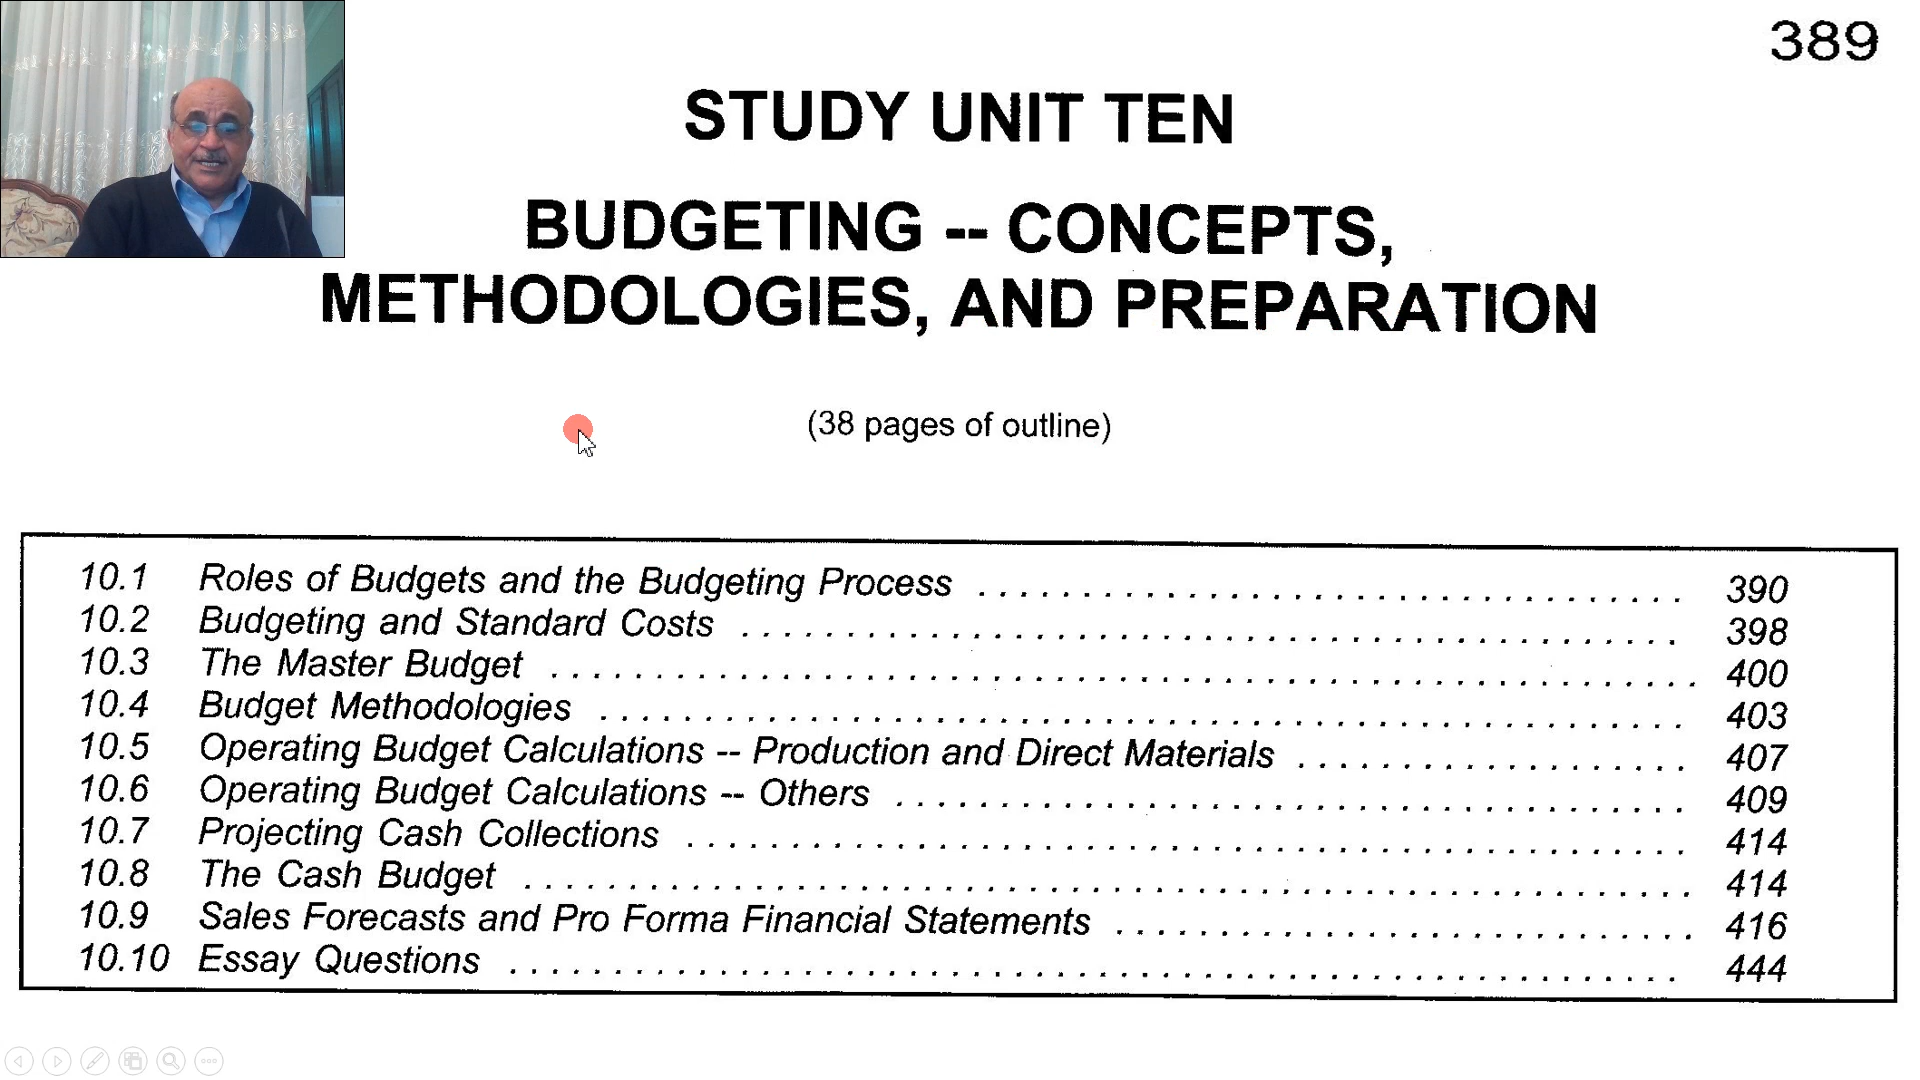 389
STUDY UNIT TEN
BUDGETING -- CONCEPTS,
METHODOLOGIES, AND PREPARATION
(38 pages of outline)
10.1 Roles of Budgets and the Budgeting Process . . . . . . . . . . . . . . . . . . . . . . . . . . . . . . . . . . 390
10.2 Budgeting and Standard Costs . . . . . . . . . . . . . . . . . . . . . . . . . . . . . . . . . . . . . . . . . . . . . 398
10.3 The Master Budget . . . . . . . . . . . . . . . . . . . . . . . . . . . . . . . . . . . . . . . . . . . . . . . . . . . . . . . 400
10.4 Budget Methodologies . . . . . . . . . . . . . . . . . . . . . . . . . . . . . . . . . . . . . . . . . . . . . . . . . . . . 403
10.5 Operating Budget Calculations -- Production and Direct Materials . . . . . . . . . . . . . . . . . . . 407
10.6 Operating Budget Calculations -- Others . . . . . . . . . . . . . . . . . . . . . . . . . . . . . . . . . . . . . . 409
10.7 Projecting Cash Collections . . . . . . . . . . . . . . . . . . . . . . . . . . . . . . . . . . . . . . . . . . . . . . . . 414
10.8 The Cash Budget . . . . . . . . . . . . . . . . . . . . . . . . . . . . . . . . . . . . . . . . . . . . . . . . . . . . . . . . 414
10.9 Sales Forecasts and Pro Forma Financial Statements . . . . . . . . . . . . . . . . . . . . . . . . . . . . 416
10.10 Essay Questions . . . . . . . . . . . . . . . . . . . . . . . . . . . . . . . . . . . . . . . . . . . . . . . . . . . . . . . . 444